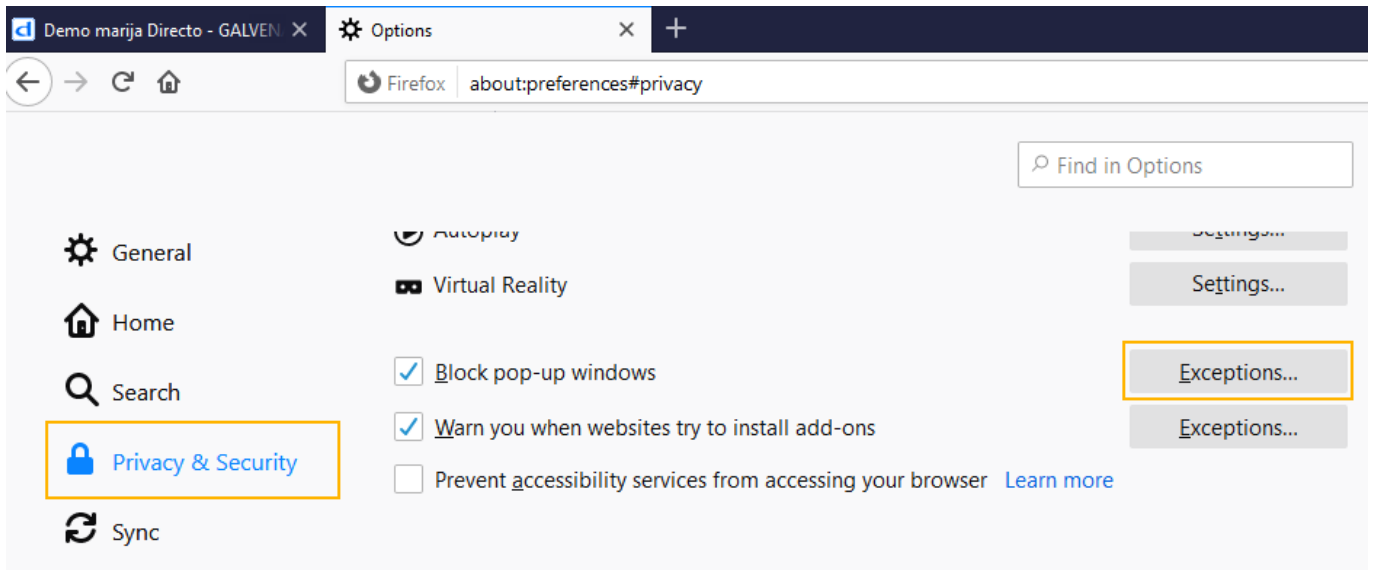 Demo marija Directo - GALVEN
Options
Firefox about:preferences#privacy
Find in Options
General
Home
Search
Privacy & Security
Sync
Autoplay Settings...
Virtual Reality Settings...
Block pop-up windows Exceptions...
Warn you when websites try to install add-ons Exceptions...
Prevent accessibility services from accessing your browser Learn more